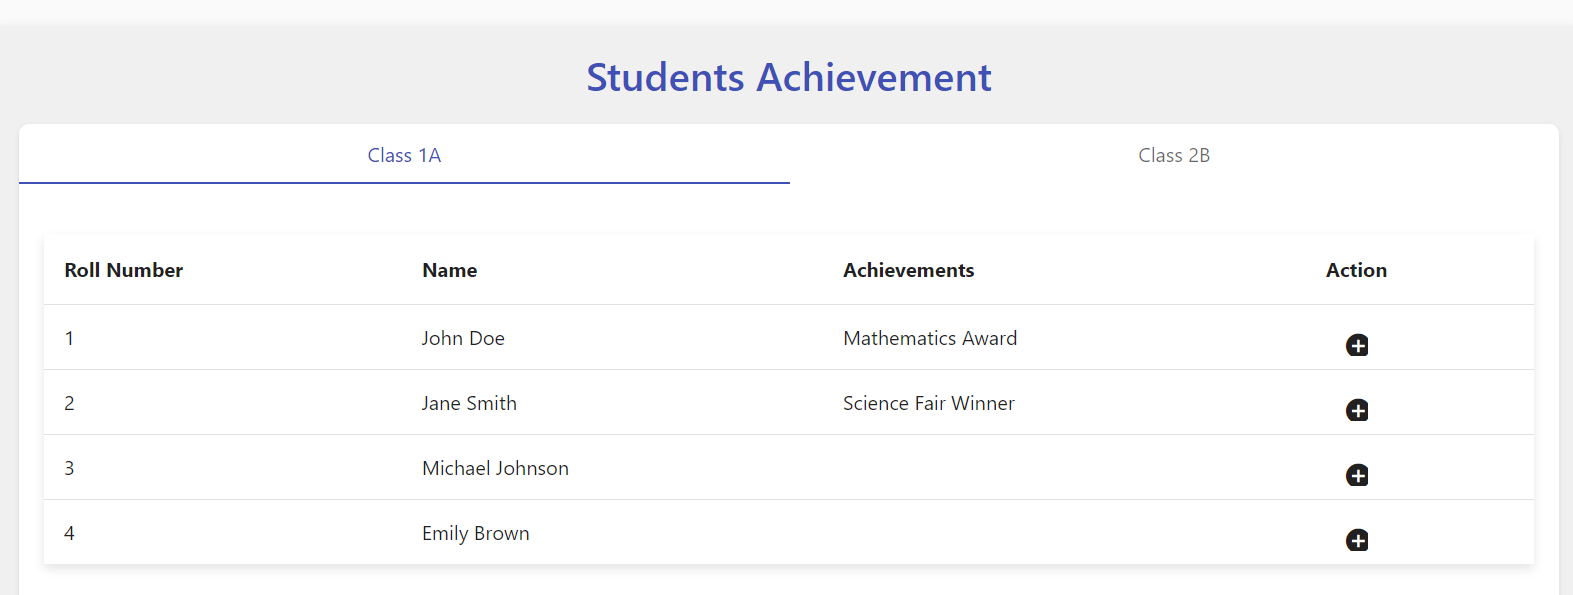 Students Achievement
Class 1A Class 2B
Roll Number Name Achievements Action
1 John Doe Mathematics Award
2 Jane Smith Science Fair Winner
3 Michael Johnson
4 Emily Brown